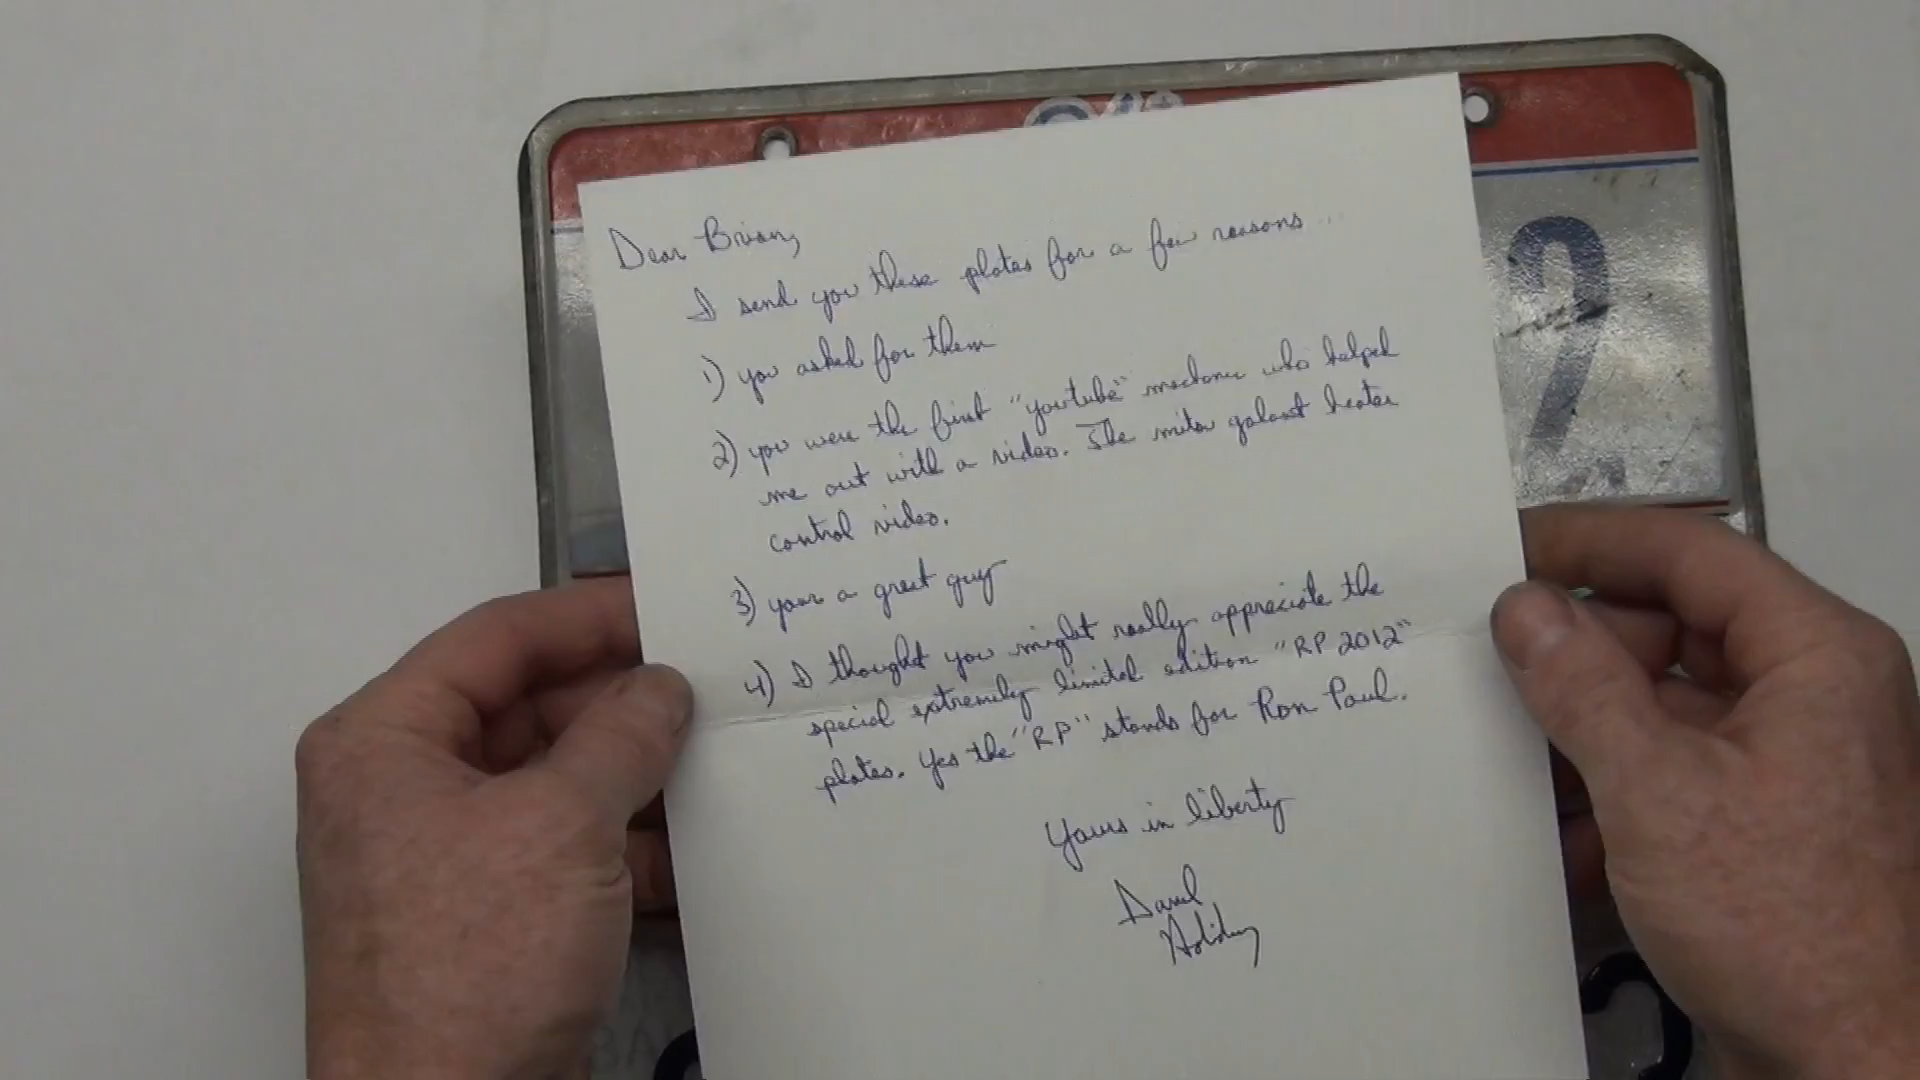 Dear Brian,
I send you these plates for a few reasons...
1) you asked for them
2) you were the first "youtube" mechanic who helped
me out with a video. The mitsu galant heater
control video.
3) your a great guy
4) I thought you might really appreciate the
special extremely limited edition "RP 2012"
plates. Yes the "RP" stands for Ron Paul.
Yours in liberty
2